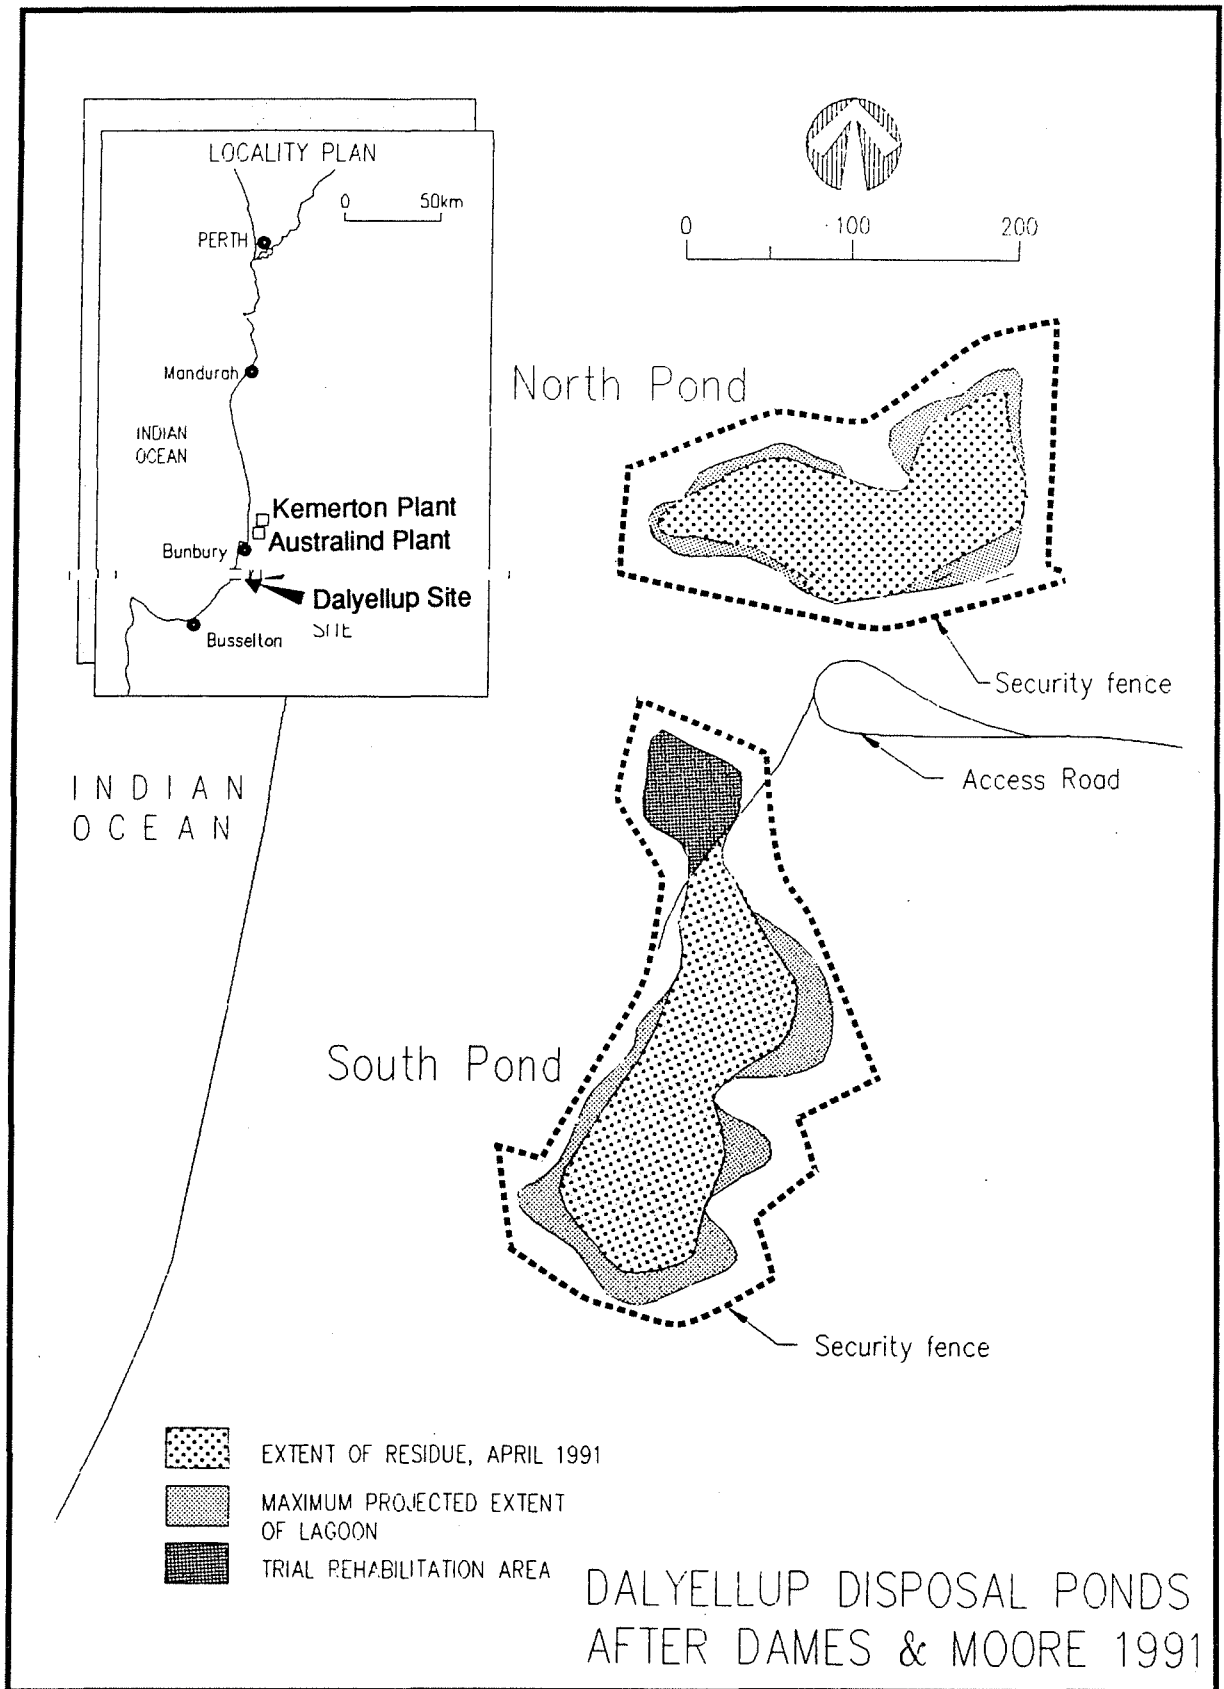 LOCALITY PLAN
0 50km
PERTH
Mandurah
INDIAN
OCEAN
Kemerton Plant
Australind Plant
Bunbury
Dalyellup Site
SITE
Busselton
0 100 200
North Pond
Security fence
Access Road
INDIAN
OCEAN
South Pond
Security fence
EXTENT OF RESIDUE, APRIL 1991
MAXIMUM PROJECTED EXTENT
OF LAGOON
TRIAL REHABILITATION AREA
DALYELLUP DISPOSAL PONDS
AFTER DAMES & MOORE 1991